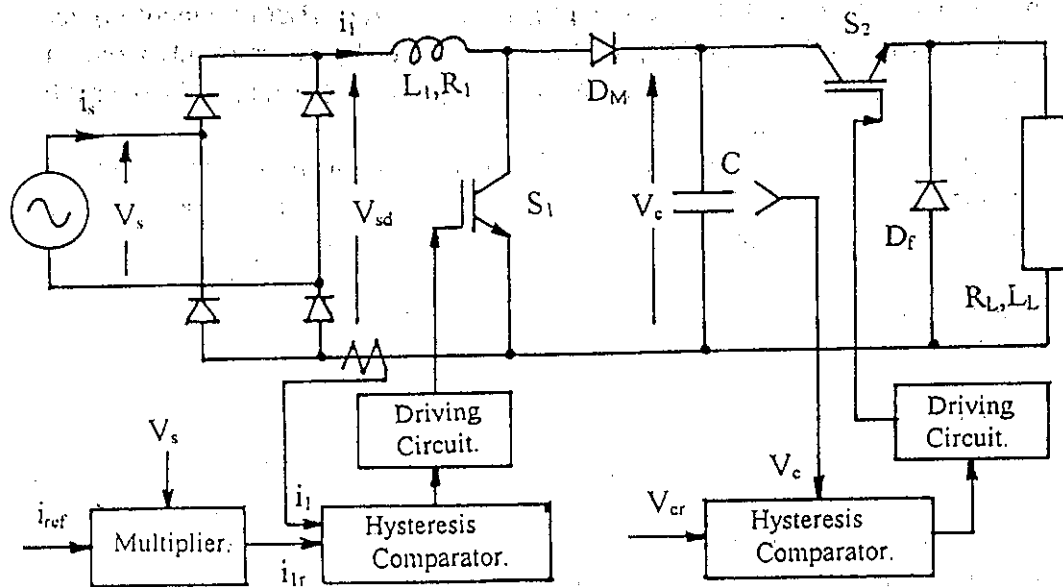 i₁
S₂
L₁,R₁
D_M
i_s
V_s
V_sd
S₁
V_c
C
D_f
R_L,L_L
Driving
Circuit.
Driving
Circuit.
V_s
V_c
i_ref
Multiplier.
i₁
i_1r
Hysteresis
Comparator.
V_cr
Hysteresis
Comparator.